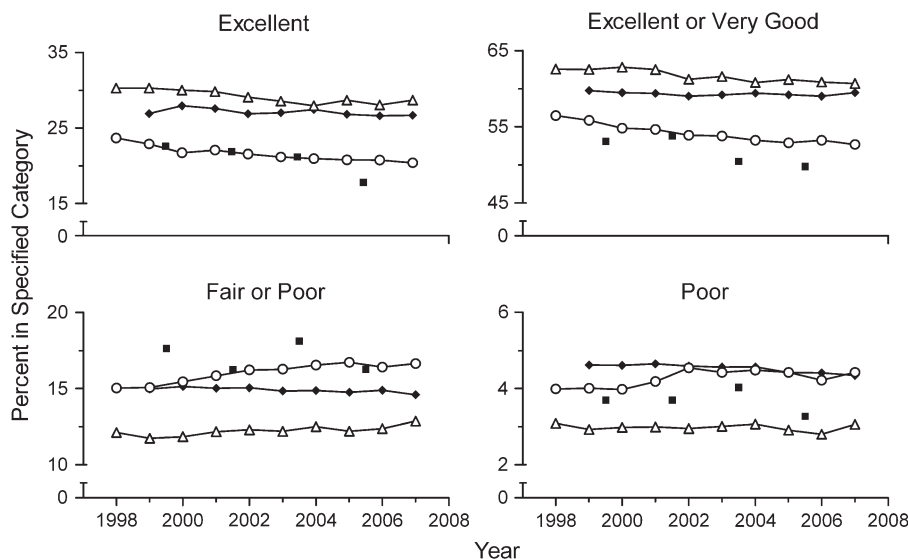 Excellent
Excellent or Very Good
35
25
15
0
65
55
45
0
2008
2008
Percent in Specified Category
Fair or Poor
Poor
20
15
10
0
6
4
2
0
1998 2000 2002 2004 2006 2008
1998 2000 2002 2004 2006 2008
Year